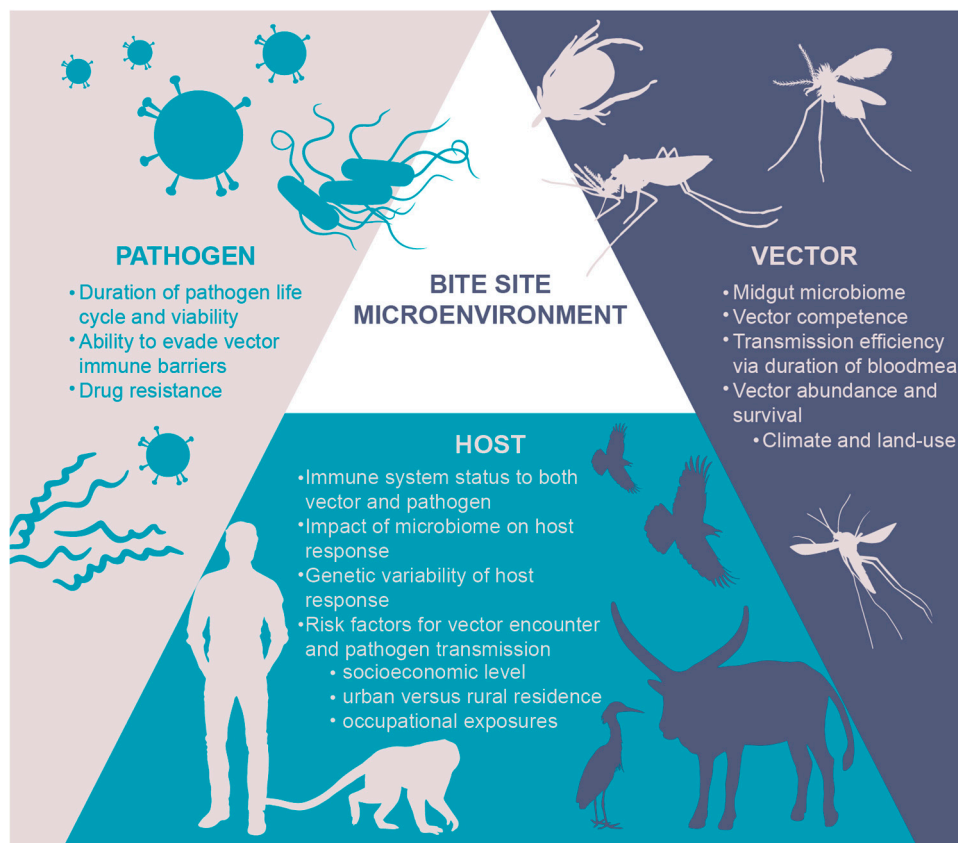 PATHOGEN
• Duration of pathogen life
cycle and viability
• Ability to evade vector
immune barriers
• Drug resistance
BITE SITE
MICROENVIRONMENT
VECTOR
• Midgut microbiome
• Vector competence
• Transmission efficiency
via duration of bloodmea
• Vector abundance and
survival
• Climate and land-use
HOST
• Immune system status to both
vector and pathogen
• Impact of microbiome on host
response
• Genetic variability of host
response
• Risk factors for vector encounter
and pathogen transmission
• socioeconomic level
• urban versus rural residence
• occupational exposures